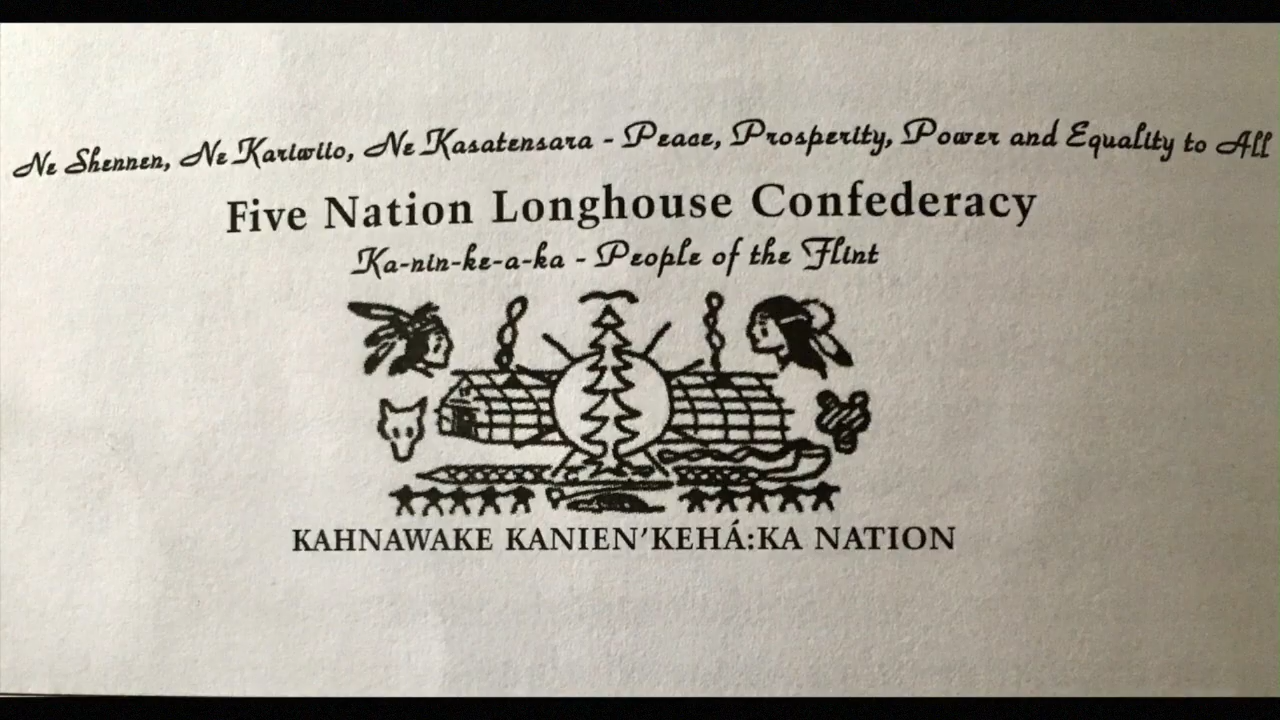 Ne Shennen, Ne Kariwiio, Ne Kasatensara - Peace, Prosperity, Power and Equality to All
Five Nation Longhouse Confederacy
Ka-nin-ke-a-ka - People of the Flint
KAHNAWAKE KANIEN'KEHÁ:KA NATION